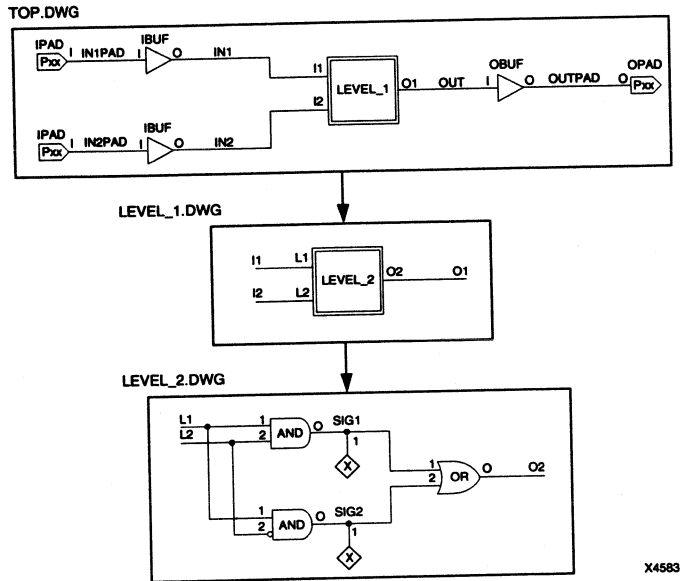 TOP.DWG
IPAD IBUF
Pxx I IN1PAD I O IN1
I1
I2
LEVEL_1
O1 OUT
OBUF
I O OUTPAD O
OPAD
Pxx
IPAD IBUF
Pxx I IN2PAD I O IN2
LEVEL_1.DWG
I1 L1
I2 L2
LEVEL_2
O2 O1
LEVEL_2.DWG
L1
L2
1
2
AND
O SIG1
1
X
1
2
AND
O SIG2
1
X
1
2
OR
O O2
X4583